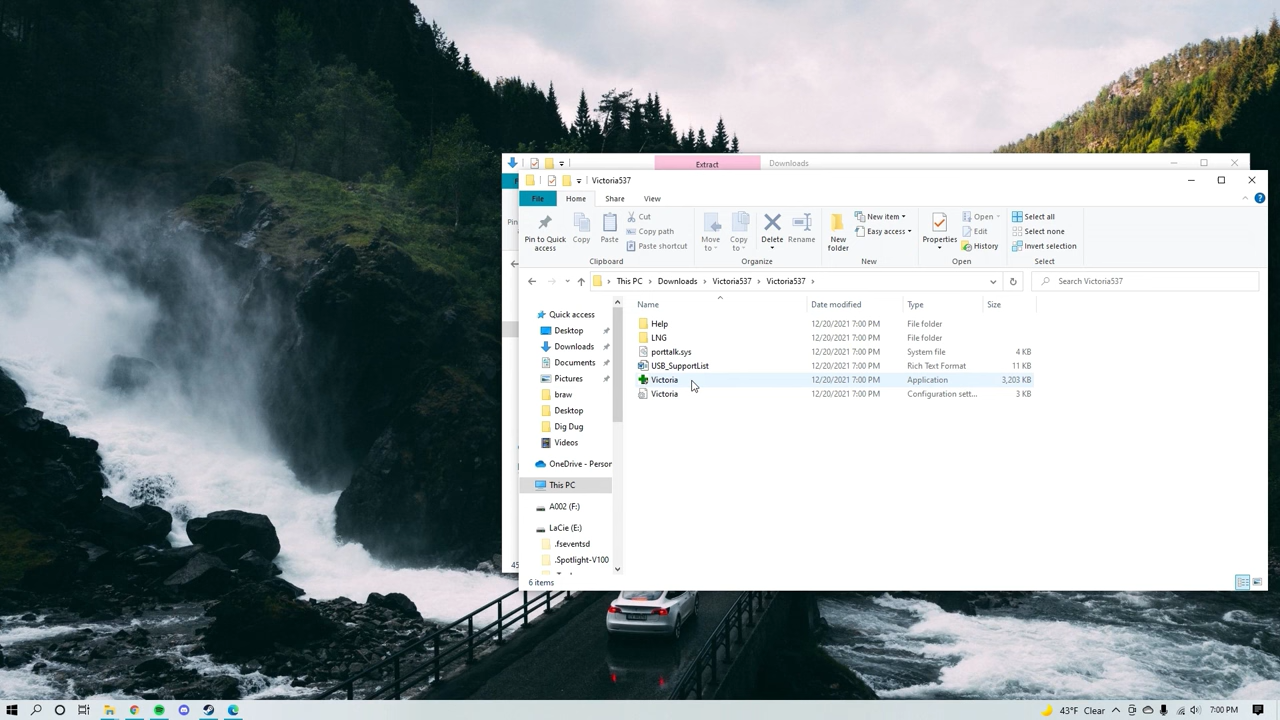 Extract
Downloads
Victoria537
File
Home
Share
View
Pin to Quick access
Copy
Paste
Cut
Copy path
Paste shortcut
Clipboard
Move to
Copy to
Delete
Rename
Organize
New folder
New item
Easy access
New
Properties
Open
Edit
History
Open
Select all
Select none
Invert selection
Select
This PC > Downloads > Victoria537 > Victoria537 >
Search Victoria537
Name
Date modified
Type
Size
Quick access
Desktop
Downloads
Documents
Pictures
braw
Desktop
Dig Dug
Videos
OneDrive - Person
This PC
A002 (F:)
LaCie (E:)
.fseventsd
.Spotlight-V100
Help 12/20/2021 7:00 PM File folder
LNG 12/20/2021 7:00 PM File folder
porttalk.sys 12/20/2021 7:00 PM System file 4 KB
USB_SupportList 12/20/2021 7:00 PM Rich Text Format 11 KB
Victoria 12/20/2021 7:00 PM Application 3,203 KB
Victoria 12/20/2021 7:00 PM Configuration sett... 3 KB
6 items
43°F Clear
7:00 PM